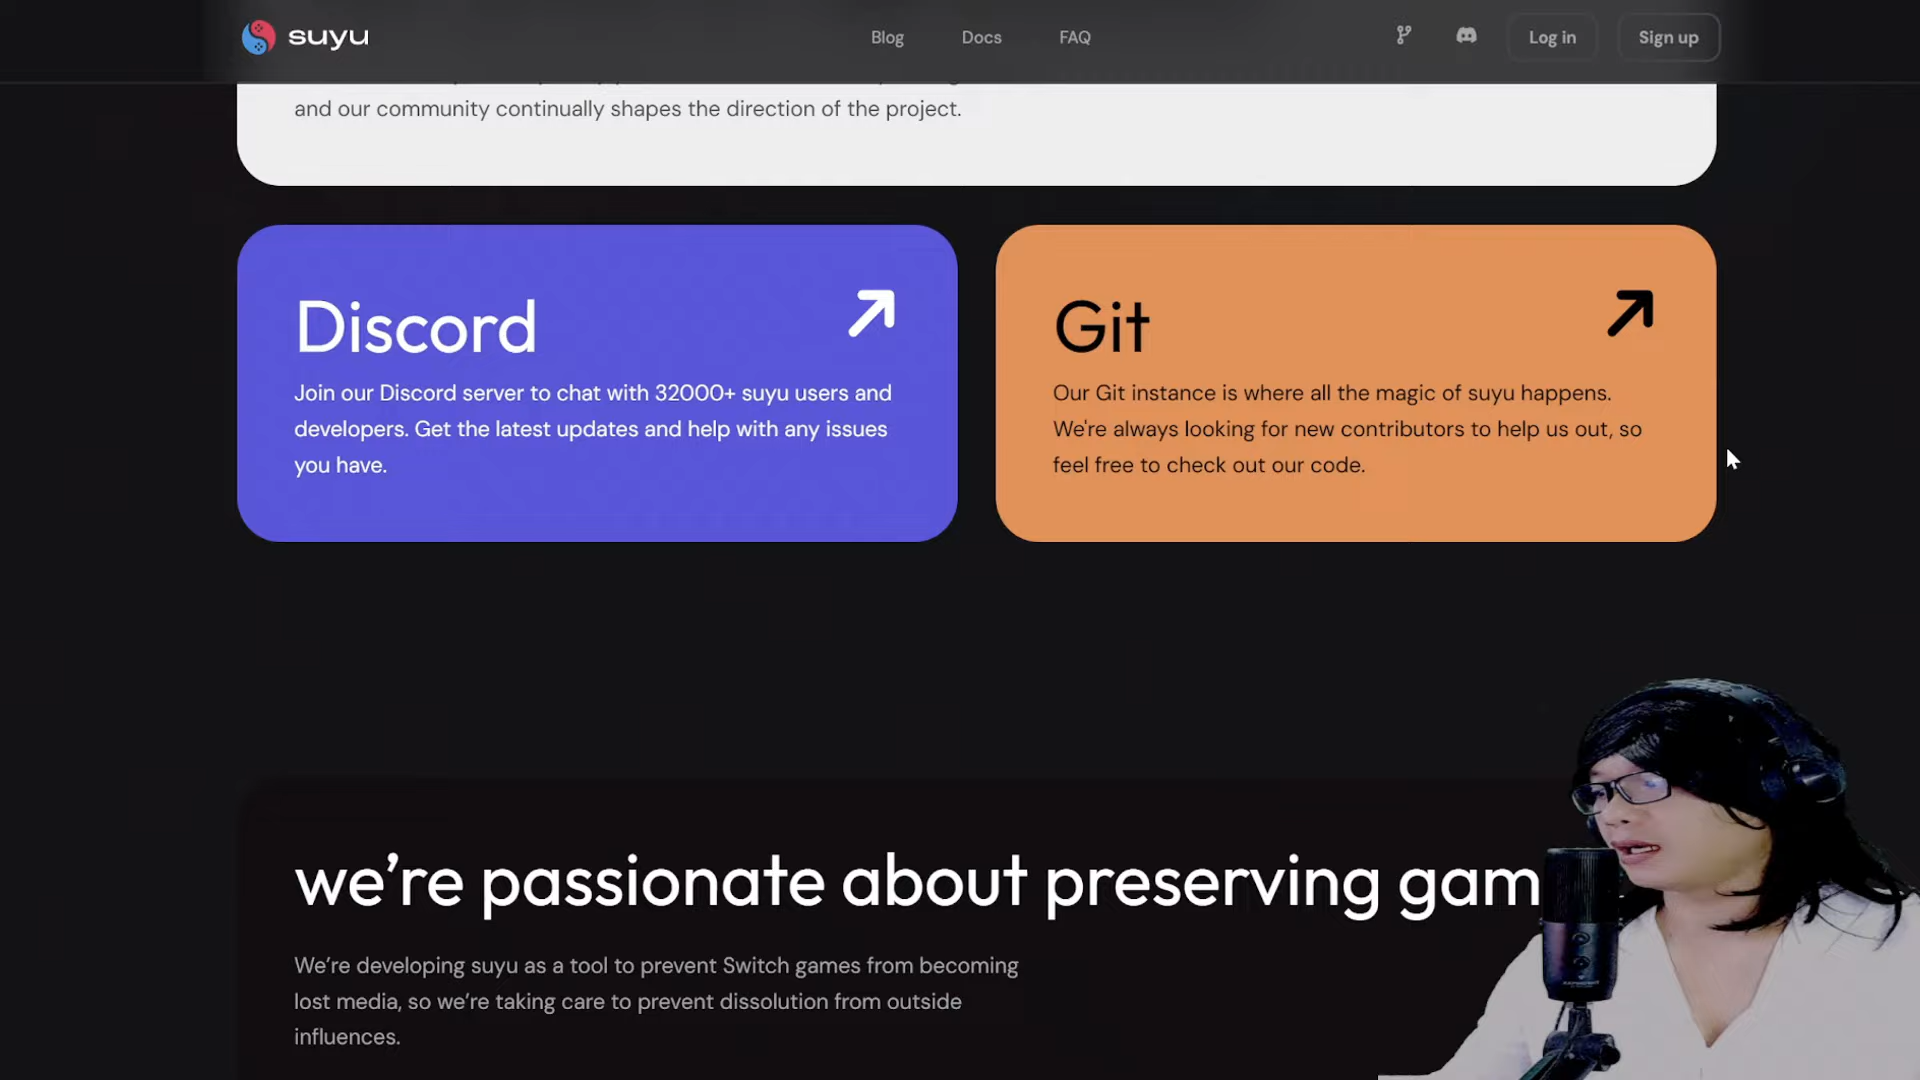 suyu
Blog
Docs
FAQ
Log in
Sign up
and our community continually shapes the direction of the project.
Discord
Join our Discord server to chat with 32000+ suyu users and
developers. Get the latest updates and help with any issues
you have.
Git
Our Git instance is where all the magic of suyu happens.
We're always looking for new contributors to help us out, so
feel free to check out our code.
we’re passionate about preserving gam
We’re developing suyu as a tool to prevent Switch games from becoming
lost media, so we’re taking care to prevent dissolution from outside
influences.